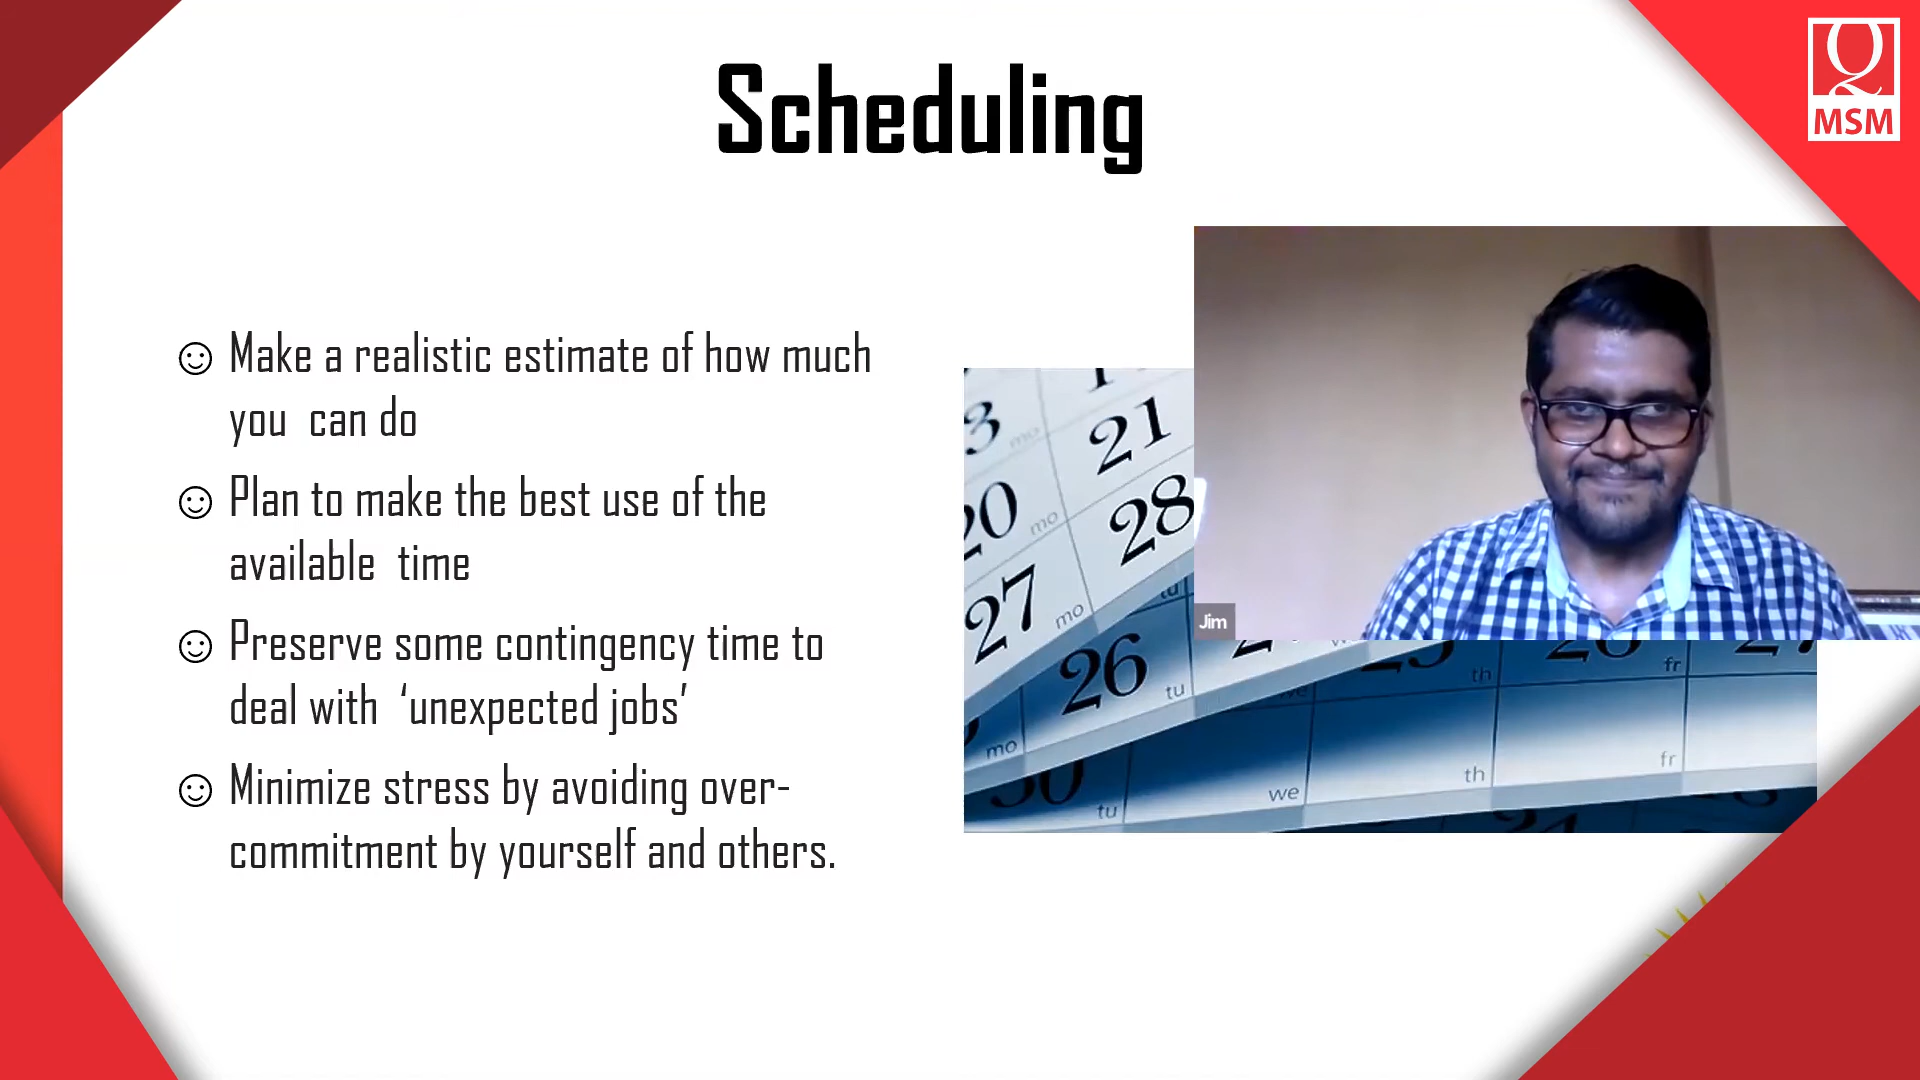 Scheduling
Q
MSM
☺ Make a realistic estimate of how much
you can do
☺ Plan to make the best use of the
available time
☺ Preserve some contingency time to
deal with ‘unexpected jobs’
☺ Minimize stress by avoiding over-
commitment by yourself and others.
Jim
21
20 mo 28
27 mo
26 tu
mo
th fr
tu we th fr